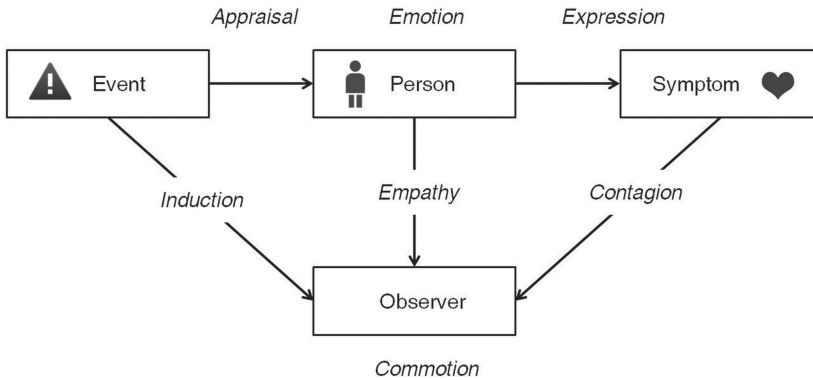 Appraisal Emotion Expression
Event Person Symptom
Induction Empathy Contagion
Observer
Commotion